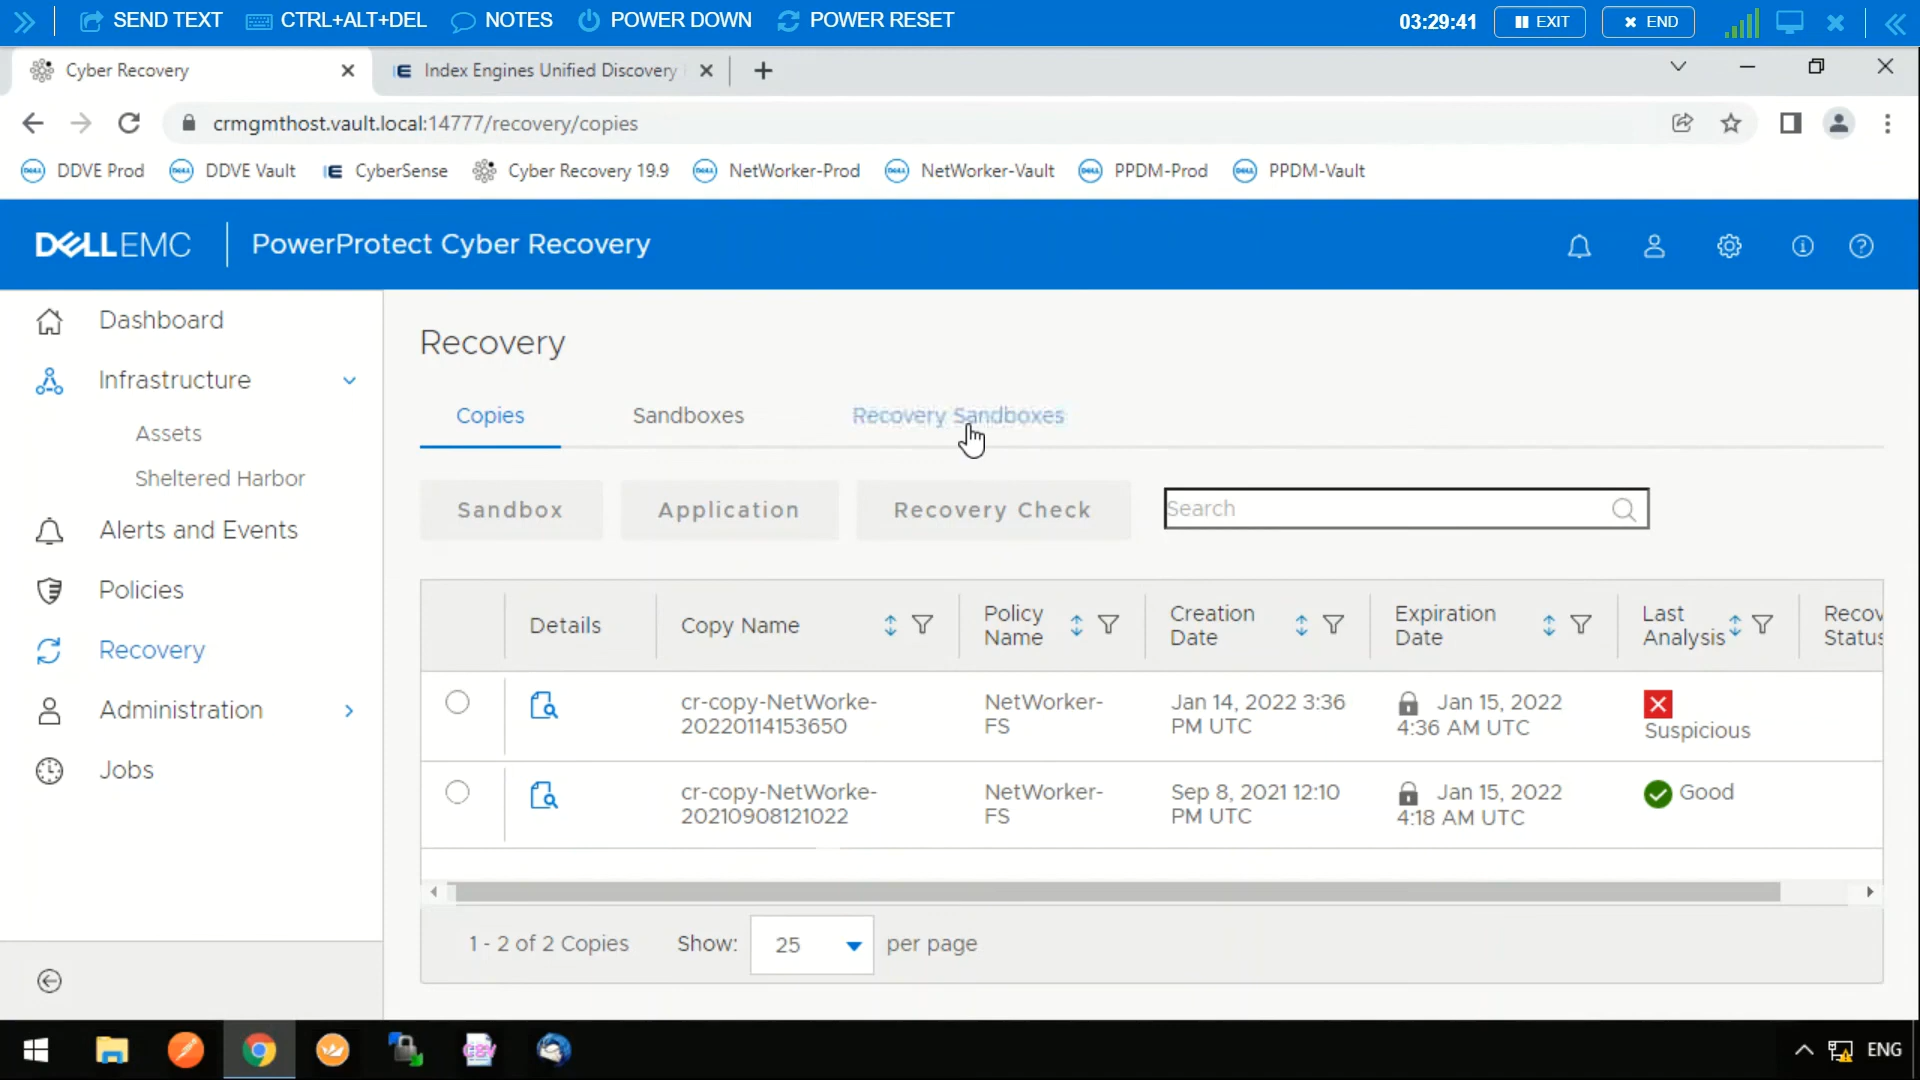 SEND TEXT CTRL+ALT+DEL NOTES POWER DOWN POWER RESET 03:29:41 EXIT END
Cyber Recovery Index Engines Unified Discovery
crmgmthost.vault.local:14777/recovery/copies
DDVE Prod DDVE Vault CyberSense Cyber Recovery 19.9 NetWorker-Prod NetWorker-Vault PPDM-Prod PPDM-Vault
DELLEMC PowerProtect Cyber Recovery
Dashboard
Infrastructure
Assets
Sheltered Harbor
Alerts and Events
Policies
Recovery
Administration
Jobs
Recovery
Copies Sandboxes Recovery Sandboxes
Sandbox Application Recovery Check Search
Details Copy Name Policy Name Creation Date Expiration Date Last Analysis Recov Status
cr-copy-NetWorke- NetWorker- Jan 14, 2022 3:36 Jan 15, 2022
20220114153650 FS PM UTC 4:36 AM UTC Suspicious
cr-copy-NetWorke- NetWorker- Sep 8, 2021 12:10 Jan 15, 2022 Good
20210908121022 FS PM UTC 4:18 AM UTC
1 - 2 of 2 Copies Show: 25 per page
ENG